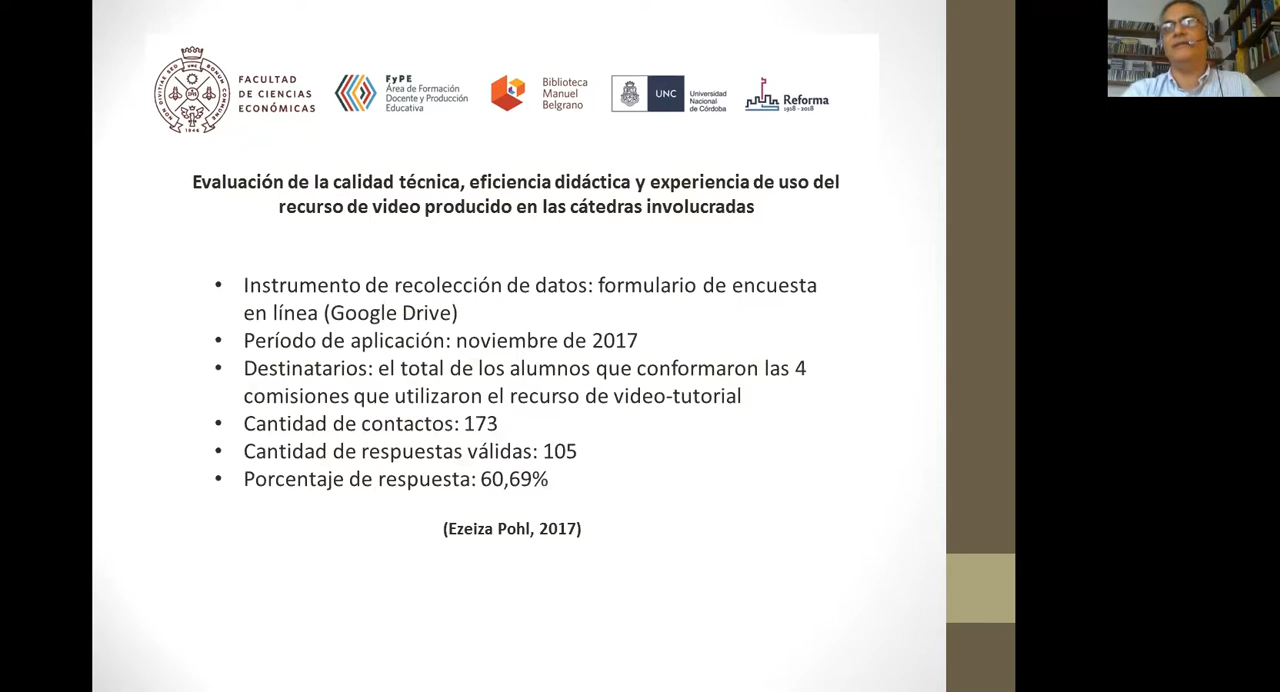 FACULTAD
DE CIENCIAS
ECONÓMICAS
FyPE
Área de Formación
Docente y Producción
Educativa
Biblioteca
Manuel
Belgrano
UNC
Universidad
Nacional
de Córdoba
Reforma
1918 - 2018
Evaluación de la calidad técnica, eficiencia didáctica y experiencia de uso del
recurso de video producido en las cátedras involucradas
• Instrumento de recolección de datos: formulario de encuesta
en línea (Google Drive)
• Período de aplicación: noviembre de 2017
• Destinatarios: el total de los alumnos que conformaron las 4
comisiones que utilizaron el recurso de video-tutorial
• Cantidad de contactos: 173
• Cantidad de respuestas válidas: 105
• Porcentaje de respuesta: 60,69%
(Ezeiza Pohl, 2017)